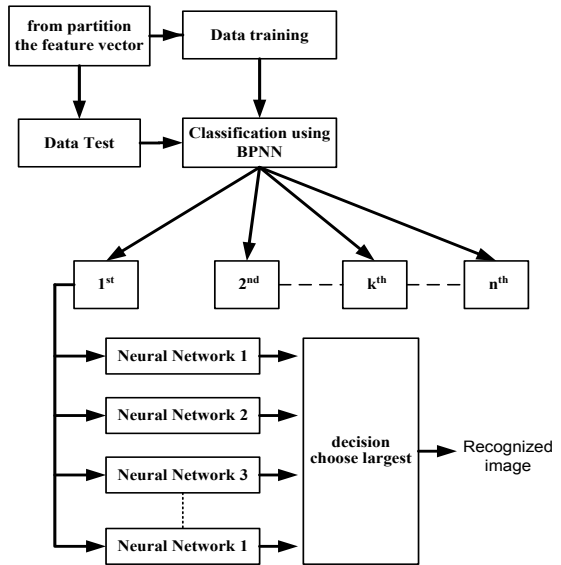 from partition
the feature vector
Data training
Data Test
Classification using
BPNN
1st
2nd
kth
nth
Neural Network 1
Neural Network 2
Neural Network 3
Neural Network 1
decision
choose largest
Recognized
image